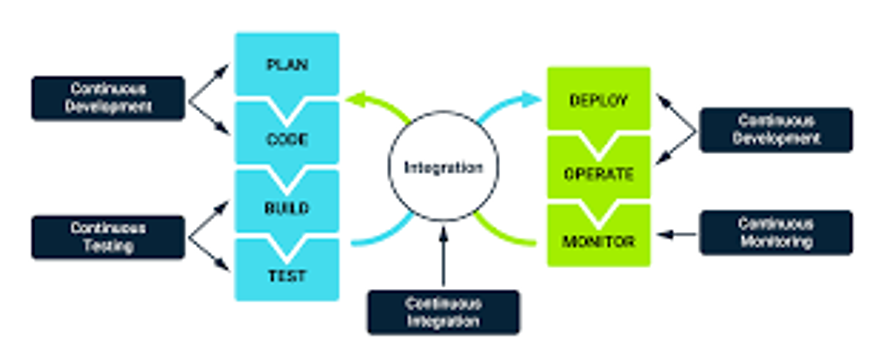 Continuous
Development
Continuous
Testing
PLAN
CODE
BUILD
TEST
Integration
Continuous
Integration
DEPLOY
OPERATE
MONITOR
Continuous
Development
Continuous
Monitoring